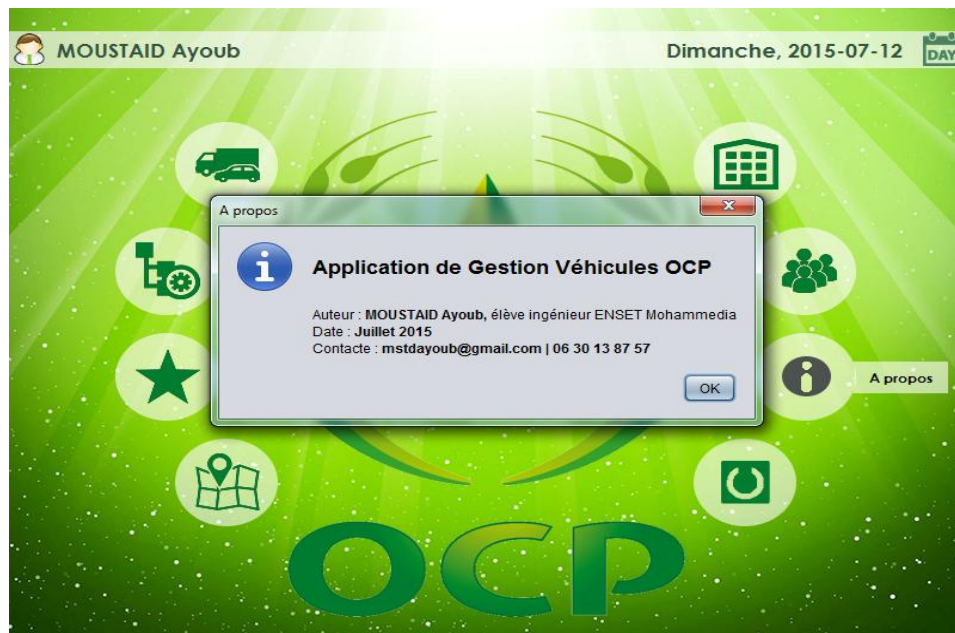 MOUSTAID Ayoub
Dimanche, 2015-07-12
DAY
A propos
Application de Gestion Véhicules OCP
Auteur : MOUSTAID Ayoub, élève ingénieur ENSET Mohammedia
Date : Juillet 2015
Contacte : mstdayoub@gmail.com | 06 30 13 87 57
OK
A propos
OCP